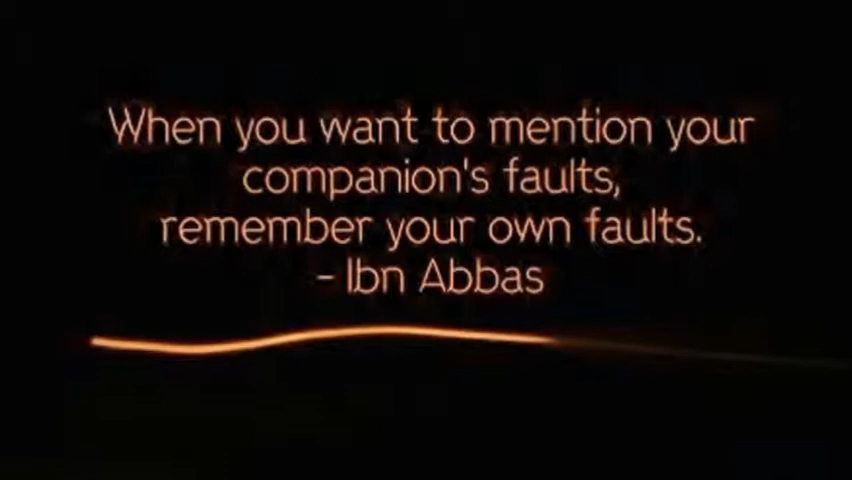 When you want to mention your
companion's faults,
remember your own faults.
- Ibn Abbas